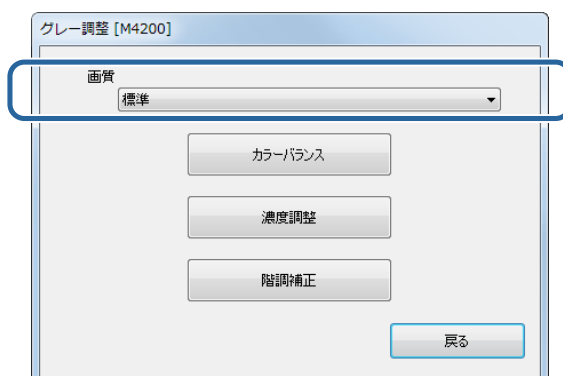 グレー調整 [M4200]
画質
標準
カラーバランス
濃度調整
階調補正
戻る